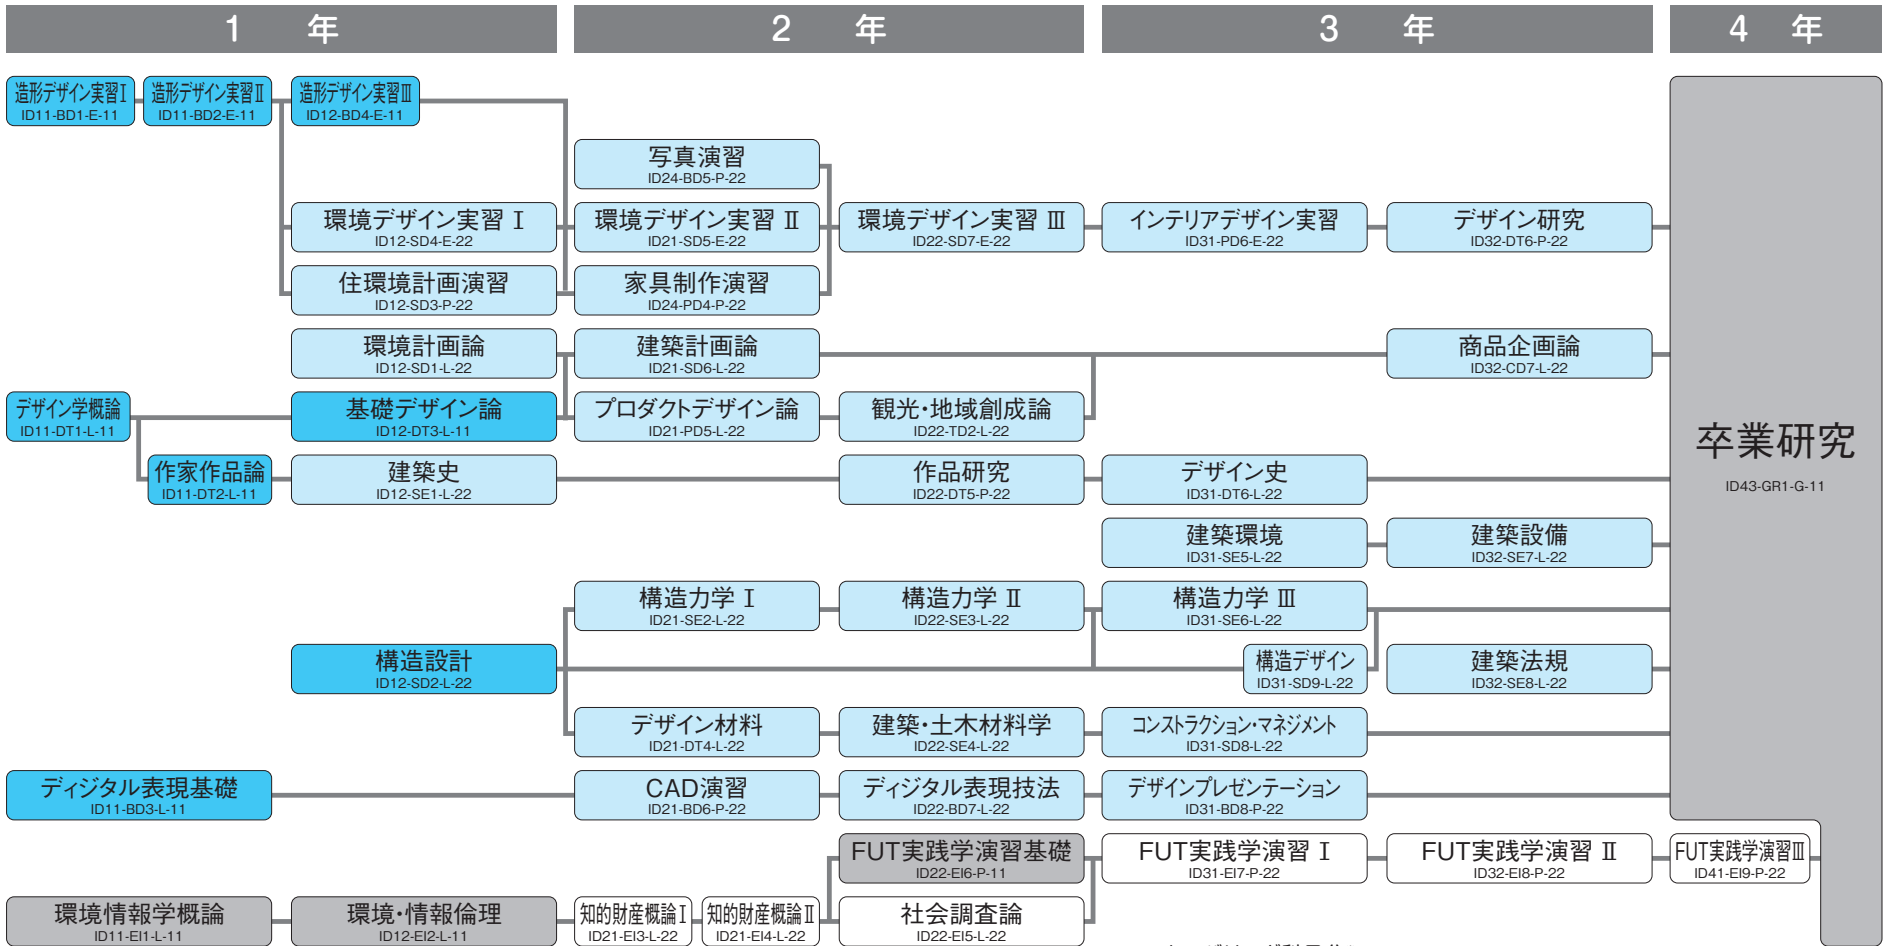 1 年
2 年
3 年
4 年
造形デザイン実習Ⅰ
ID11-BD1-E-11
造形デザイン実習Ⅱ
ID11-BD2-E-11
造形デザイン実習Ⅲ
ID12-BD4-E-11
写真演習
ID24-BD5-P-22
環境デザイン実習 Ⅰ
ID12-SD4-E-22
環境デザイン実習 Ⅱ
ID21-SD5-E-22
環境デザイン実習 Ⅲ
ID22-SD7-E-22
インテリアデザイン実習
ID31-PD6-E-22
デザイン研究
ID32-DT6-P-22
住環境計画演習
ID12-SD3-P-22
家具制作演習
ID24-PD4-P-22
環境計画論
ID12-SD1-L-22
建築計画論
ID21-SD6-L-22
商品企画論
ID32-CD7-L-22
デザイン学概論
ID11-DT1-L-11
基礎デザイン論
ID12-DT3-L-11
プロダクトデザイン論
ID21-PD5-L-22
観光・地域創成論
ID22-TD2-L-22
卒業研究
ID43-GR1-G-11
作家作品論
ID11-DT2-L-11
建築史
ID12-SE1-L-22
作品研究
ID22-DT5-P-22
デザイン史
ID31-DT6-L-22
建築環境
ID31-SE5-L-22
建築設備
ID32-SE7-L-22
構造力学 Ⅰ
ID21-SE2-L-22
構造力学 Ⅱ
ID22-SE3-L-22
構造力学 Ⅲ
ID31-SE6-L-22
構造設計
ID12-SD2-L-22
構造デザイン
ID31-SD9-L-22
建築法規
ID32-SE8-L-22
デザイン材料
ID21-DT4-L-22
建築・土木材料学
ID22-SE4-L-22
コンストラクション・マネジメント
ID31-SD8-L-22
ディジタル表現基礎
ID11-BD3-L-11
CAD演習
ID21-BD6-P-22
ディジタル表現技法
ID22-BD7-L-22
デザインプレゼンテーション
ID31-BD8-P-22
FUT実践学演習基礎
ID22-EI6-P-11
FUT実践学演習 Ⅰ
ID31-EI7-P-22
FUT実践学演習 Ⅱ
ID32-EI8-P-22
FUT実践学演習Ⅲ
ID41-EI9-P-22
環境情報学概論
ID11-EI1-L-11
環境・情報倫理
ID12-EI2-L-11
知的財産概論Ⅰ
ID21-EI3-L-22
知的財産概論Ⅱ
ID21-EI4-L-22
社会調査論
ID22-EI5-L-22